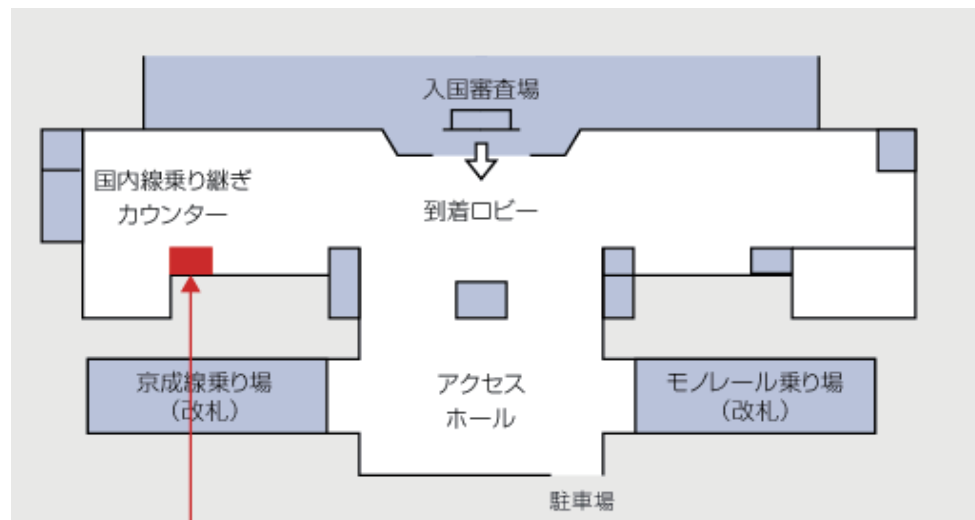 入国審査場
国内線乗り継ぎ
カウンター
到着ロビー
京成線乗り場
(改札)
アクセス
ホール
モノレール乗り場
(改札)
駐車場